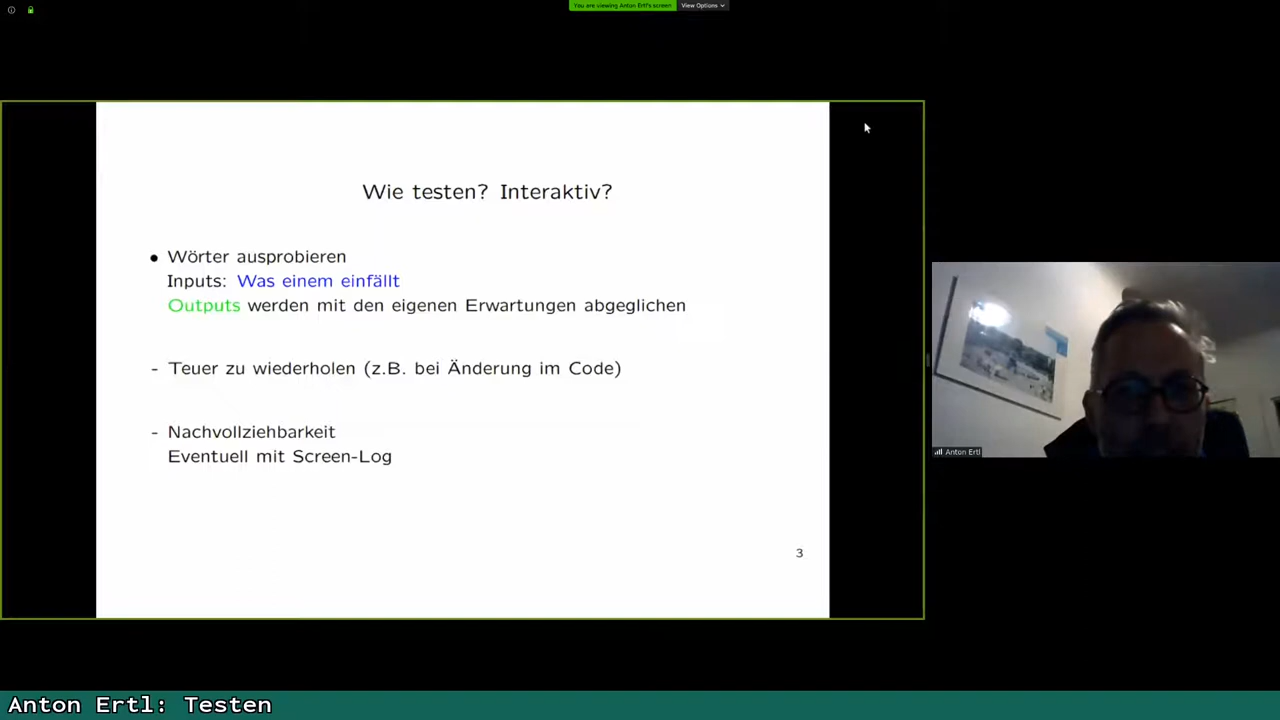 You are viewing Anton Ertl's screen View Options
Wie testen? Interaktiv?
• Wörter ausprobieren
Inputs: Was einem einfällt
Outputs werden mit den eigenen Erwartungen abgeglichen
- Teuer zu wiederholen (z.B. bei Änderung im Code)
- Nachvollziehbarkeit
Eventuell mit Screen-Log
3
Anton Ertl
Anton Ertl: Testen